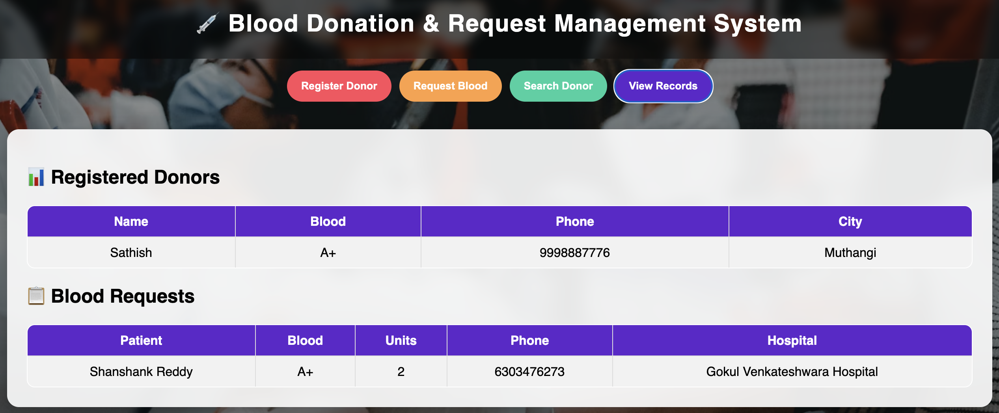 Blood Donation & Request Management System
Register Donor Request Blood Search Donor View Records
Registered Donors
Name Blood Phone City
Sathish A+ 9998887776 Muthangi
Blood Requests
Patient Blood Units Phone Hospital
Shanshank Reddy A+ 2 6303476273 Gokul Venkateshwara Hospital